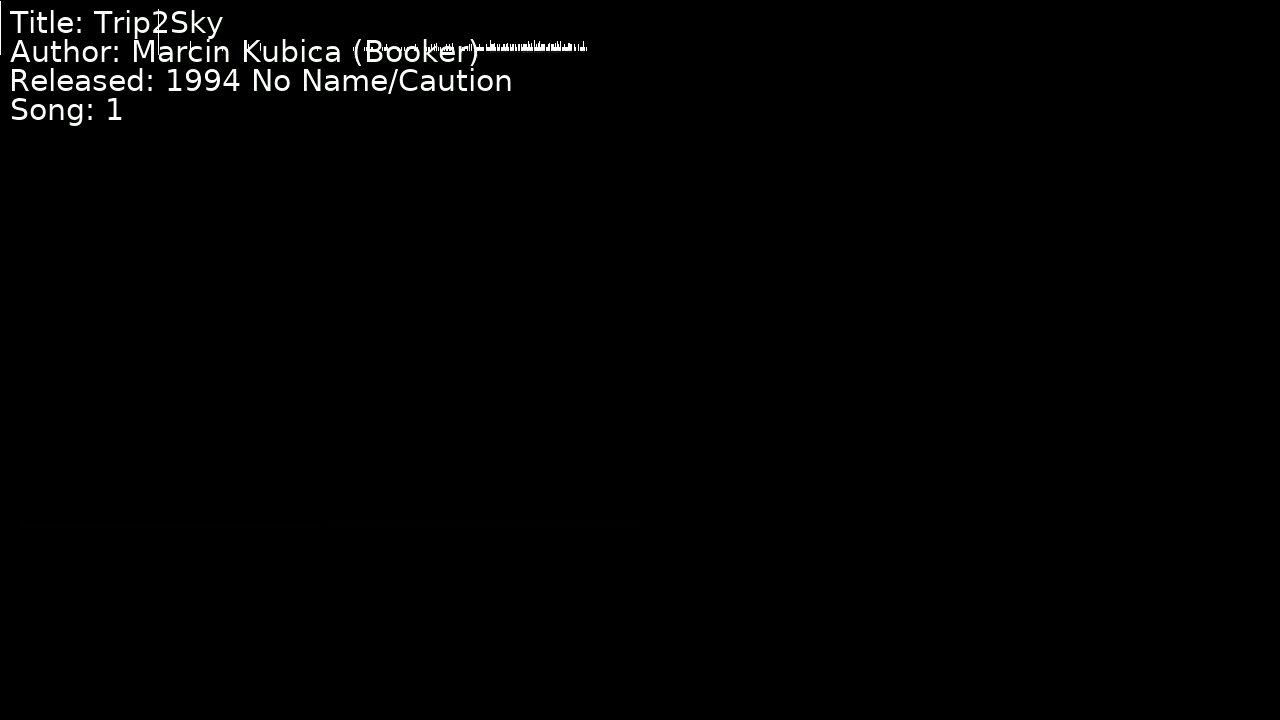 Title: Trip2Sky
Author: Marcin Kubica (Booker)
Released: 1994 No Name/Caution
Song: 1